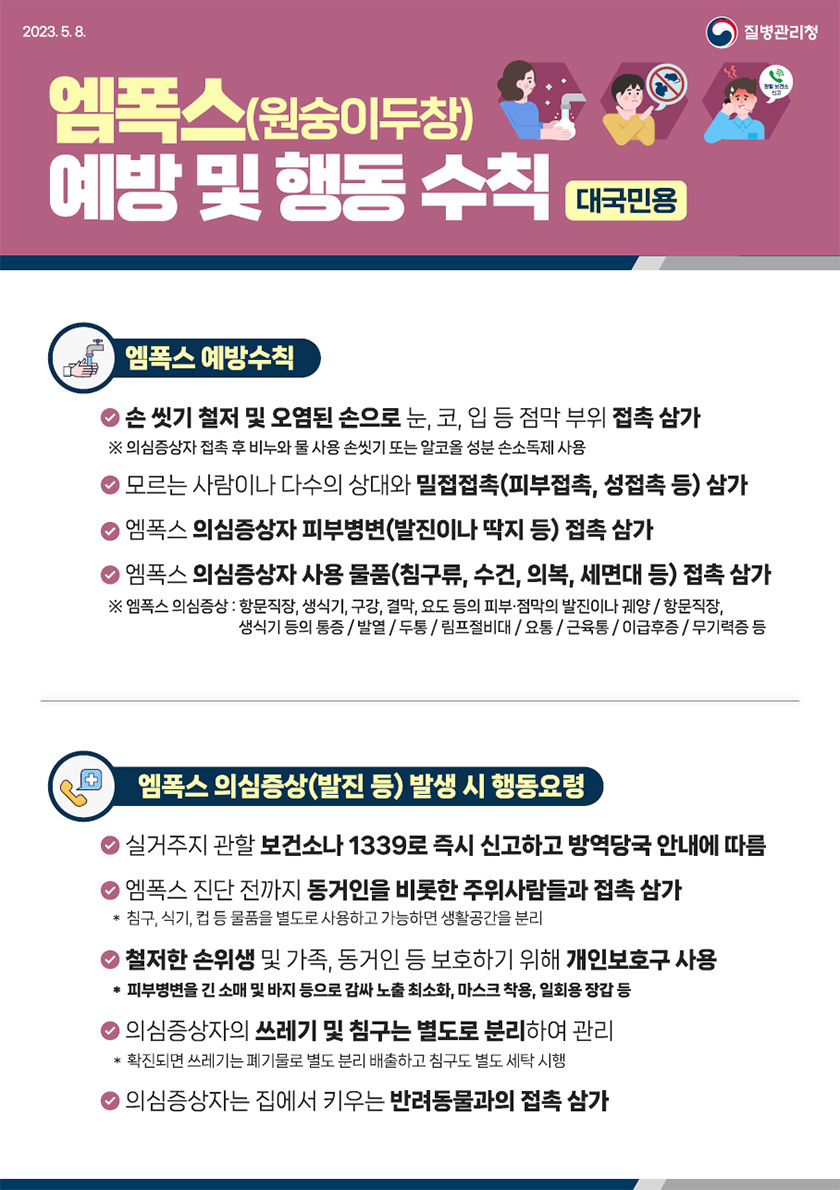 2023. 5. 8.
질병관리청
엠폭스(원숭이두창)
예방 및 행동 수칙 대국민용
관할 보건소
신고
엠폭스 예방수칙
손 씻기 철저 및 오염된 손으로 눈, 코, 입 등 점막 부위 접촉 삼가
※ 의심증상자 접촉 후 비누와 물 사용 손씻기 또는 알코올 성분 손소독제 사용
모르는 사람이나 다수의 상대와 밀접접촉(피부접촉, 성접촉 등) 삼가
엠폭스 의심증상자 피부병변(발진이나 딱지 등) 접촉 삼가
엠폭스 의심증상자 사용 물품(침구류, 수건, 의복, 세면대 등) 접촉 삼가
※ 엠폭스 의심증상 : 항문직장, 생식기, 구강, 결막, 요도 등의 피부·점막의 발진이나 궤양 / 항문직장,
생식기 등의 통증 / 발열 / 두통 / 림프절비대 / 요통 / 근육통 / 이급후증 / 무기력증 등
엠폭스 의심증상(발진 등) 발생 시 행동요령
실거주지 관할 보건소나 1339로 즉시 신고하고 방역당국 안내에 따름
엠폭스 진단 전까지 동거인을 비롯한 주위사람들과 접촉 삼가
* 침구, 식기, 컵 등 물품을 별도로 사용하고 가능하면 생활공간을 분리
철저한 손위생 및 가족, 동거인 등 보호하기 위해 개인보호구 사용
* 피부병변을 긴 소매 및 바지 등으로 감싸 노출 최소화, 마스크 착용, 일회용 장갑 등
의심증상자의 쓰레기 및 침구는 별도로 분리하여 관리
* 확진되면 쓰레기는 폐기물로 별도 분리 배출하고 침구도 별도 세탁 시행
의심증상자는 집에서 키우는 반려동물과의 접촉 삼가